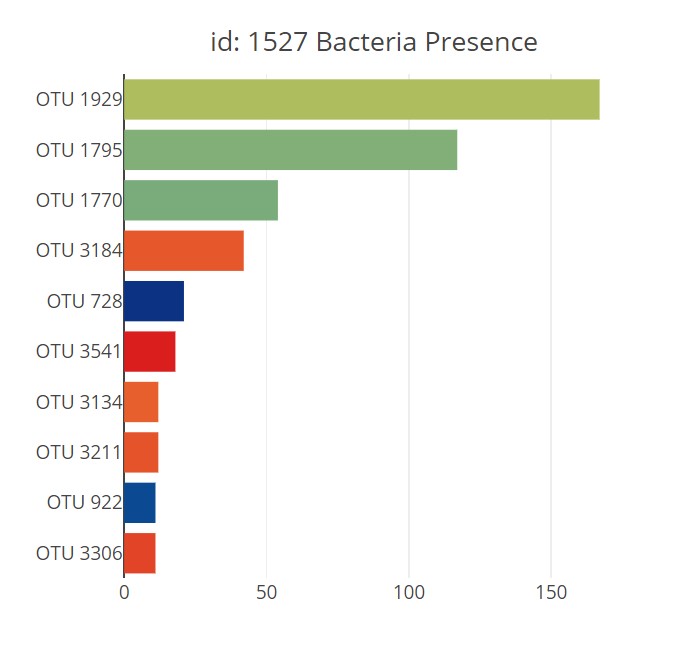 id: 1527 Bacteria Presence
OTU 1929
OTU 1795
OTU 1770
OTU 3184
OTU 728
OTU 3541
OTU 3134
OTU 3211
OTU 922
OTU 3306
0 50 100 150